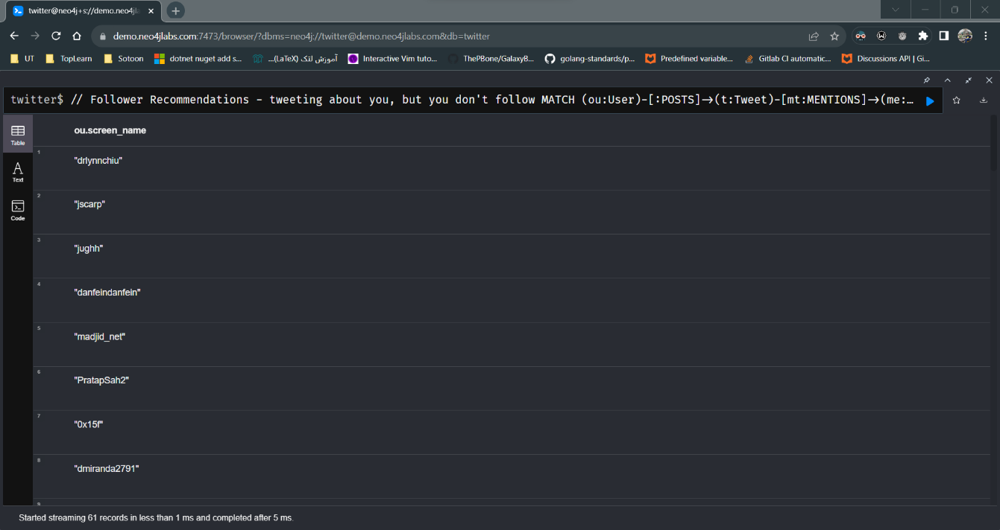 twitter@neo4j+s://demo.neo4jla
demo.neo4jlabs.com:7473/browser/?dbms=neo4j://twitter@demo.neo4jlabs.com&db=twitter
UT TopLearn Sotoon dotnet nuget add s... آموزش لتک (LaTeX)... Interactive Vim tuto... ThePBone/GalaxyB... golang-standards/p... Predefined variable... Gitlab CI automatic... Discussions API | Gi...
twitter$ // Follower Recommendations - tweeting about you, but you don't follow MATCH (ou:User)-[:POSTS]->(t:Tweet)-[mt:MENTIONS]->(me:...
Table
Text
Code
ou.screen_name
1
"drlynnchiu"
2
"jscarp"
3
"jughh"
4
"danfeindanfein"
5
"madjid_net"
6
"PratapSah2"
7
"0x15f"
8
"dmiranda2791"
9
Started streaming 61 records in less than 1 ms and completed after 5 ms.